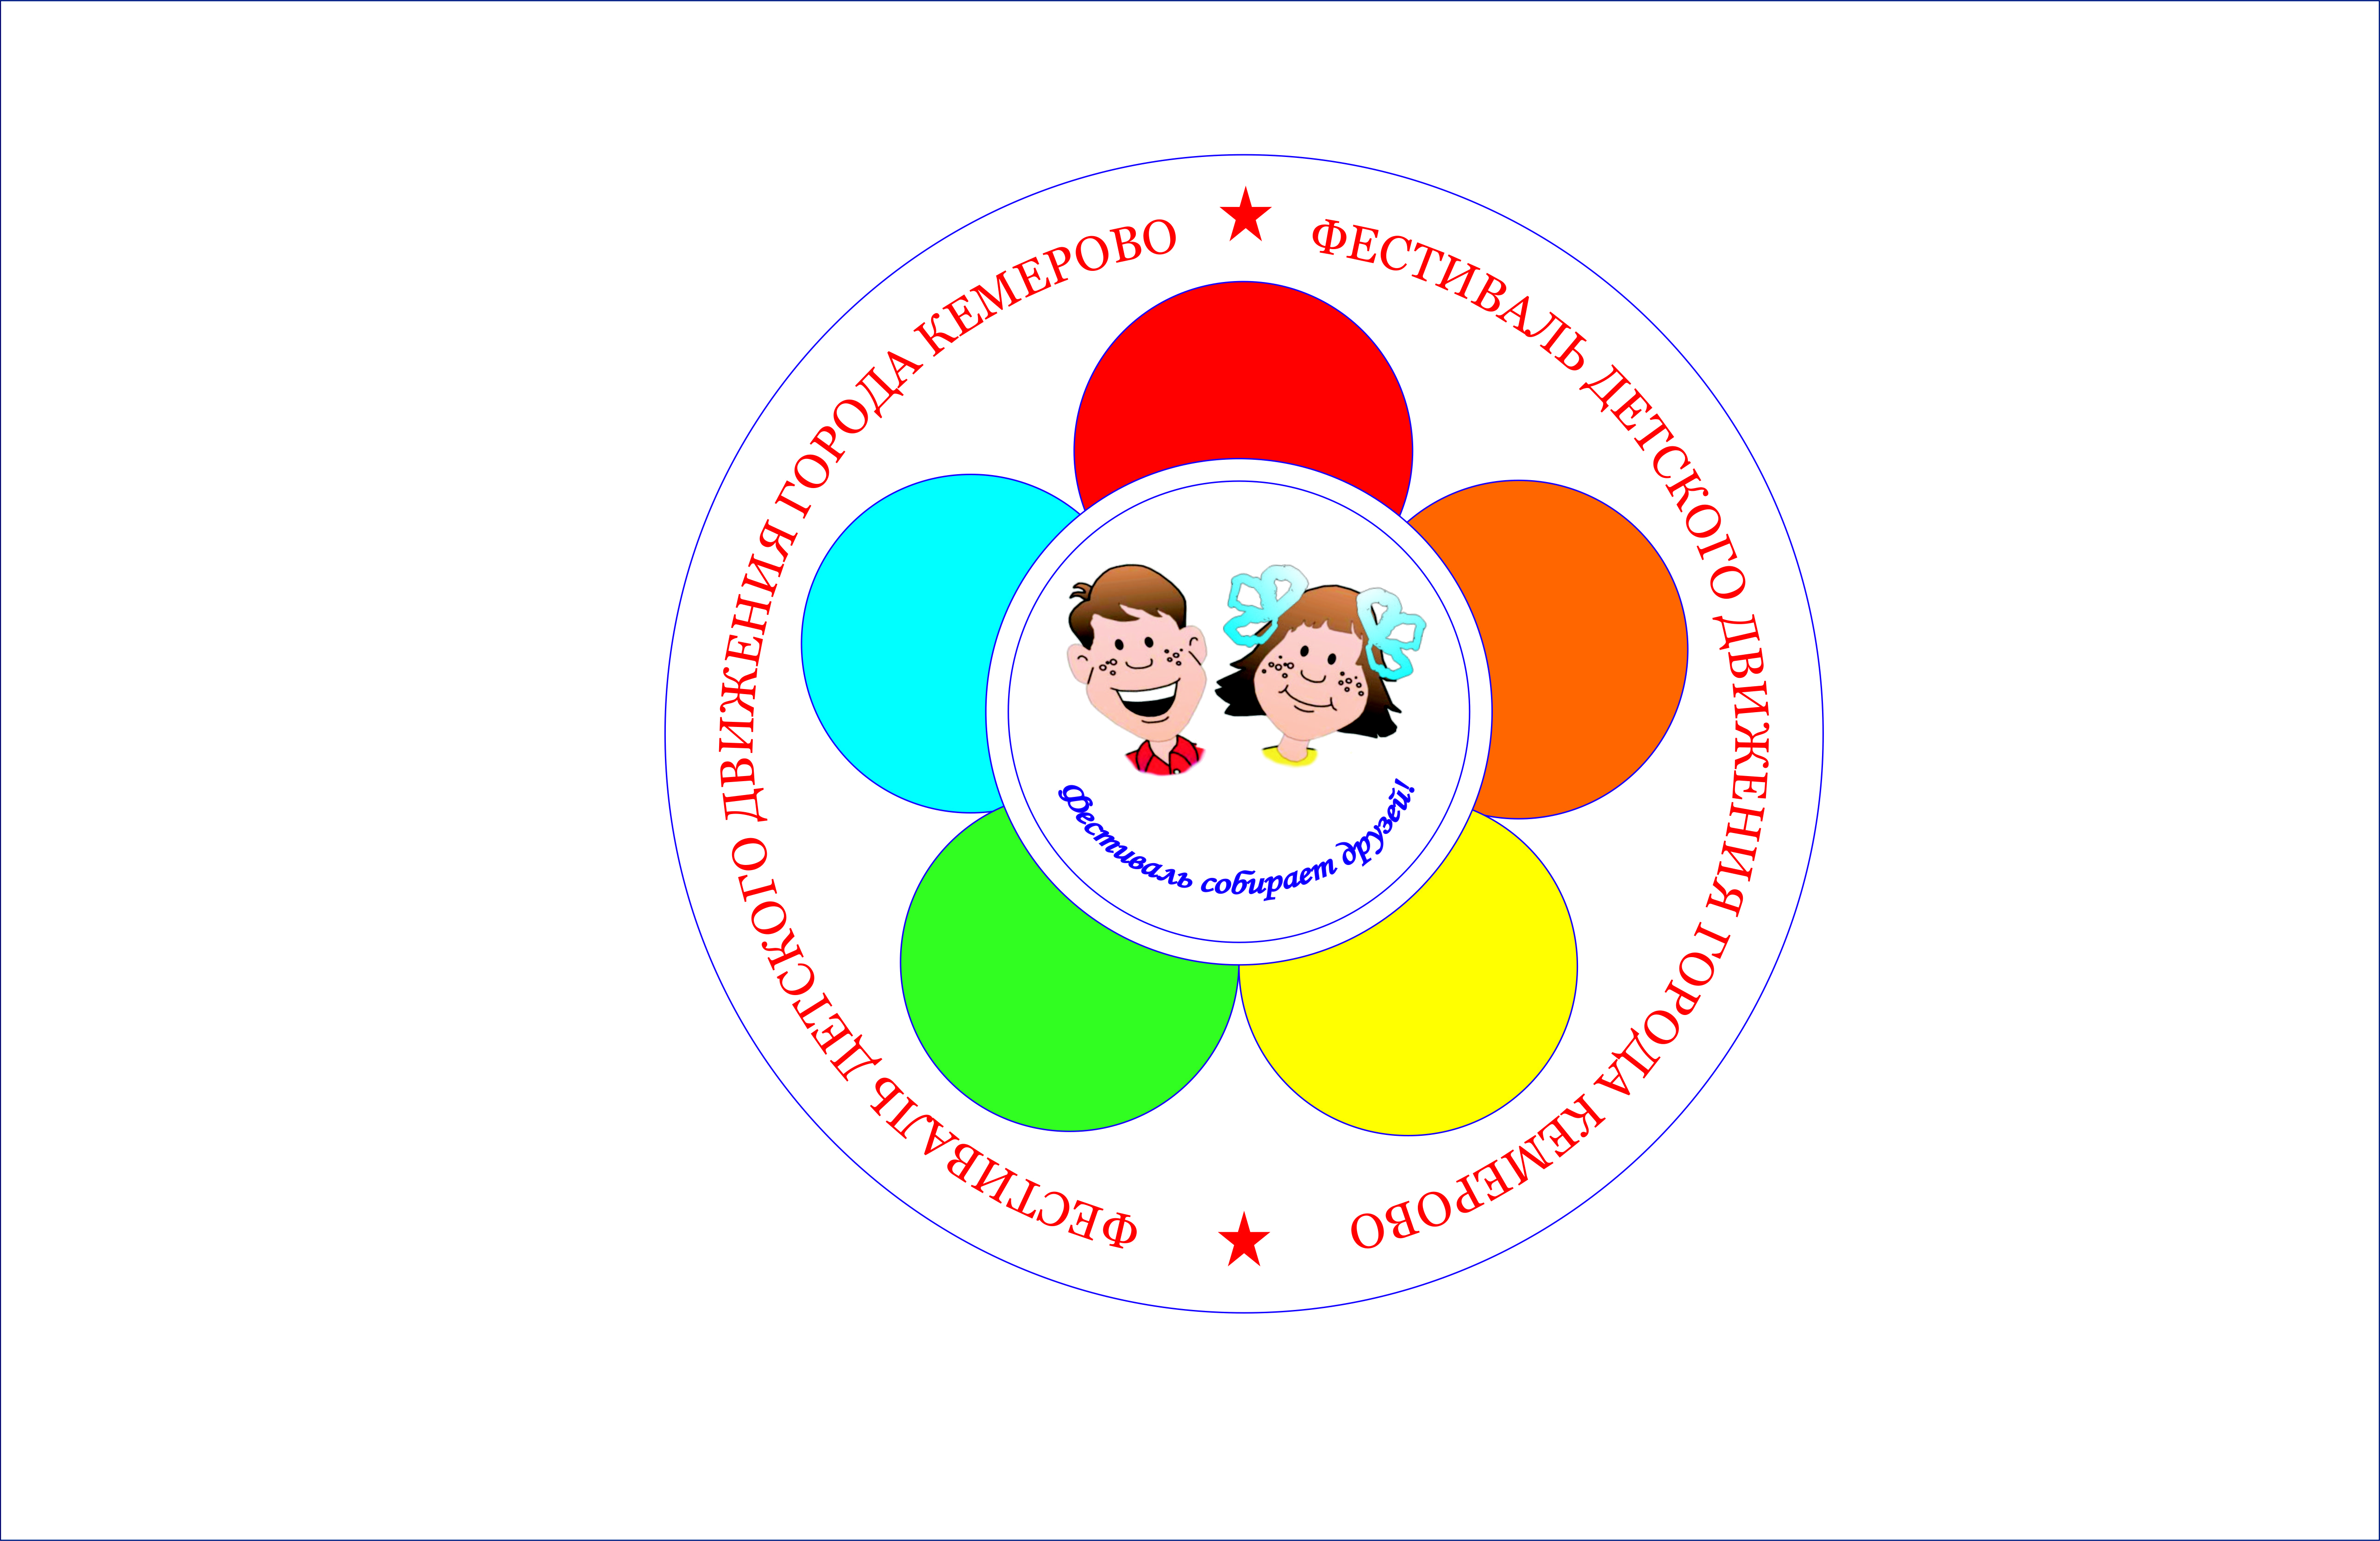 ФЕСТИВАЛЬ ДЕТСКОГО ДВИЖЕНИЯ ГОРОДА КЕМЕРОВО
ФЕСТИВАЛЬ ДЕТСКОГО ДВИЖЕНИЯ ГОРОДА КЕМЕРОВО
Фестиваль собирает друзей!